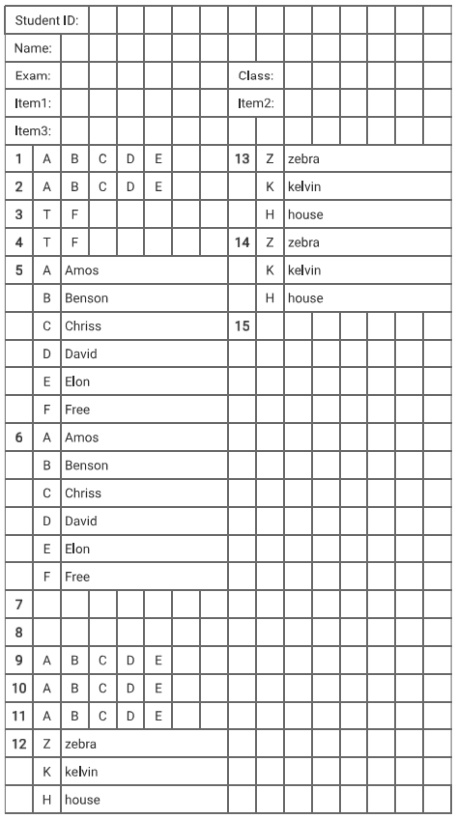 Student ID:
Name:
Exam: Class:
Item1: Item2:
Item3:
1 A B C D E
2 A B C D E
3 T F
4 T F
5 A Amos
B Benson
C Chriss
D David
E Elon
F Free
6 A Amos
B Benson
C Chriss
D David
E Elon
F Free
7
8
9 A B C D E
10 A B C D E
11 A B C D E
12 Z zebra
K kelvin
H house
13 Z zebra
K kelvin
H house
14 Z zebra
K kelvin
H house
15